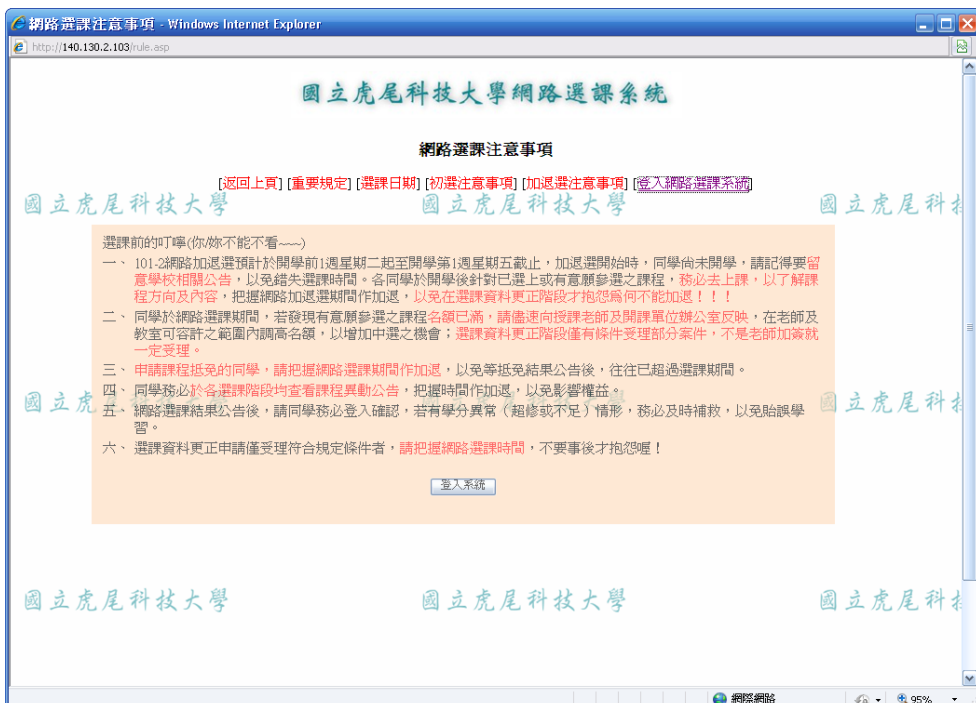 網路選課注意事項 - Windows Internet Explorer
http://140.130.2.103/rule.asp
國立虎尾科技大學網路選課系統
網路選課注意事項
[返回上頁] [重要規定] [選課日期] [初選注意事項] [加退選注意事項] [登入網路選課系統]
國立虎尾科技大學 國立虎尾科技大學 國立虎尾科技
選課前的叮嚀(你/妳不能不看~~~)
一、 101-2網路加退選預計於開學前1週星期二起至開學第1週星期五截止，加退選開始時，同學尚未開學，請記得要留
意學校相關公告，以免錯失選課時間。各同學於開學後針對已選上或有意願參選之課程，務必去上課，以了解課
程方向及內容，把握網路加退選期間作加退，以免在選課資料更正階段才抱怨為何不能加退！！！
二、 同學於網路選課期間，若發現有意願參選之課程名額已滿，請儘速向授課老師及開課單位辦公室反映，在老師及
教室可容許之範圍內調高名額，以增加中選之機會；選課資料更正階段僅有條件受理部分案件，不是老師加簽就
一定受理。
三、 申請課程抵免的同學，請把握網路選課期間作加退，以免等抵免結果公告後，往往已超過選課期間。
四、 同學務必於各選課階段均查看課程異動公告，把握時間作加退，以免影響權益。
國立虎 國立虎尾科技
五、 網路選課結果公告後，請同學務必登入確認，若有學分異常（超修或不足）情形，務必及時補救，以免貽誤學
習。
六、 選課資料更正申請僅受理符合規定條件者，請把握網路選課時間，不要事後才抱怨喔！
登入系統
國立虎尾科技大學 國立虎尾科技大學 國立虎尾科技
網際網路 95%